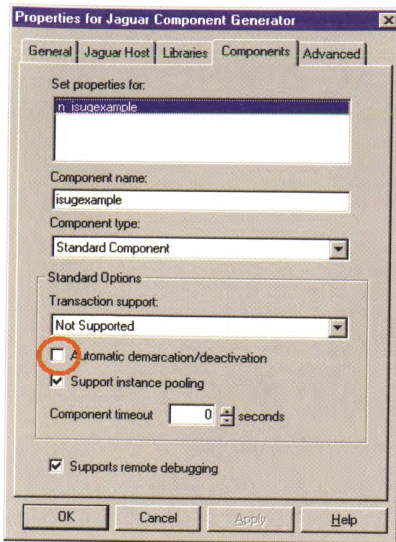 Properties for Jaguar Component Generator
General Jaguar Host Libraries Components Advanced
Set properties for:
n_isugexample
Component name:
isugexample
Component type:
Standard Component
Standard Options
Transaction support:
Not Supported
Automatic demarcation/deactivation
Support instance pooling
Component timeout 0 seconds
Supports remote debugging
OK Cancel Apply Help